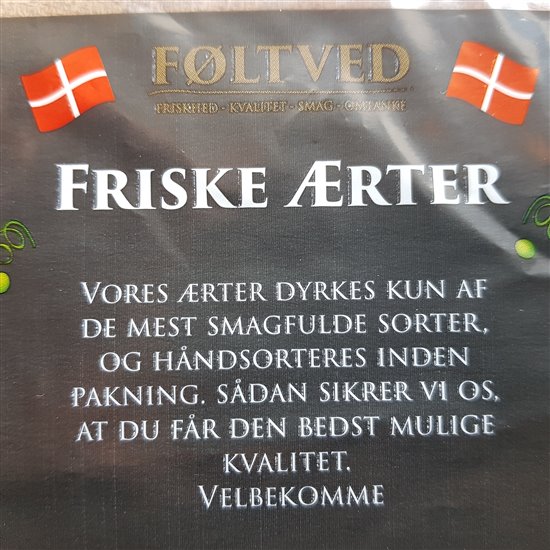 FØLTVED
FRISKHED - KVALITET - SMAG - OMTANKE
FRISKE ÆRTER
VORES ÆRTER DYRKES KUN AF
DE MEST SMAGFULDE SORTER,
OG HÅNDSORTERES INDEN
PAKNING. SÅDAN SIKRER VI OS,
AT DU FÅR DEN BEDST MULIGE
KVALITET.
VELBEKOMME